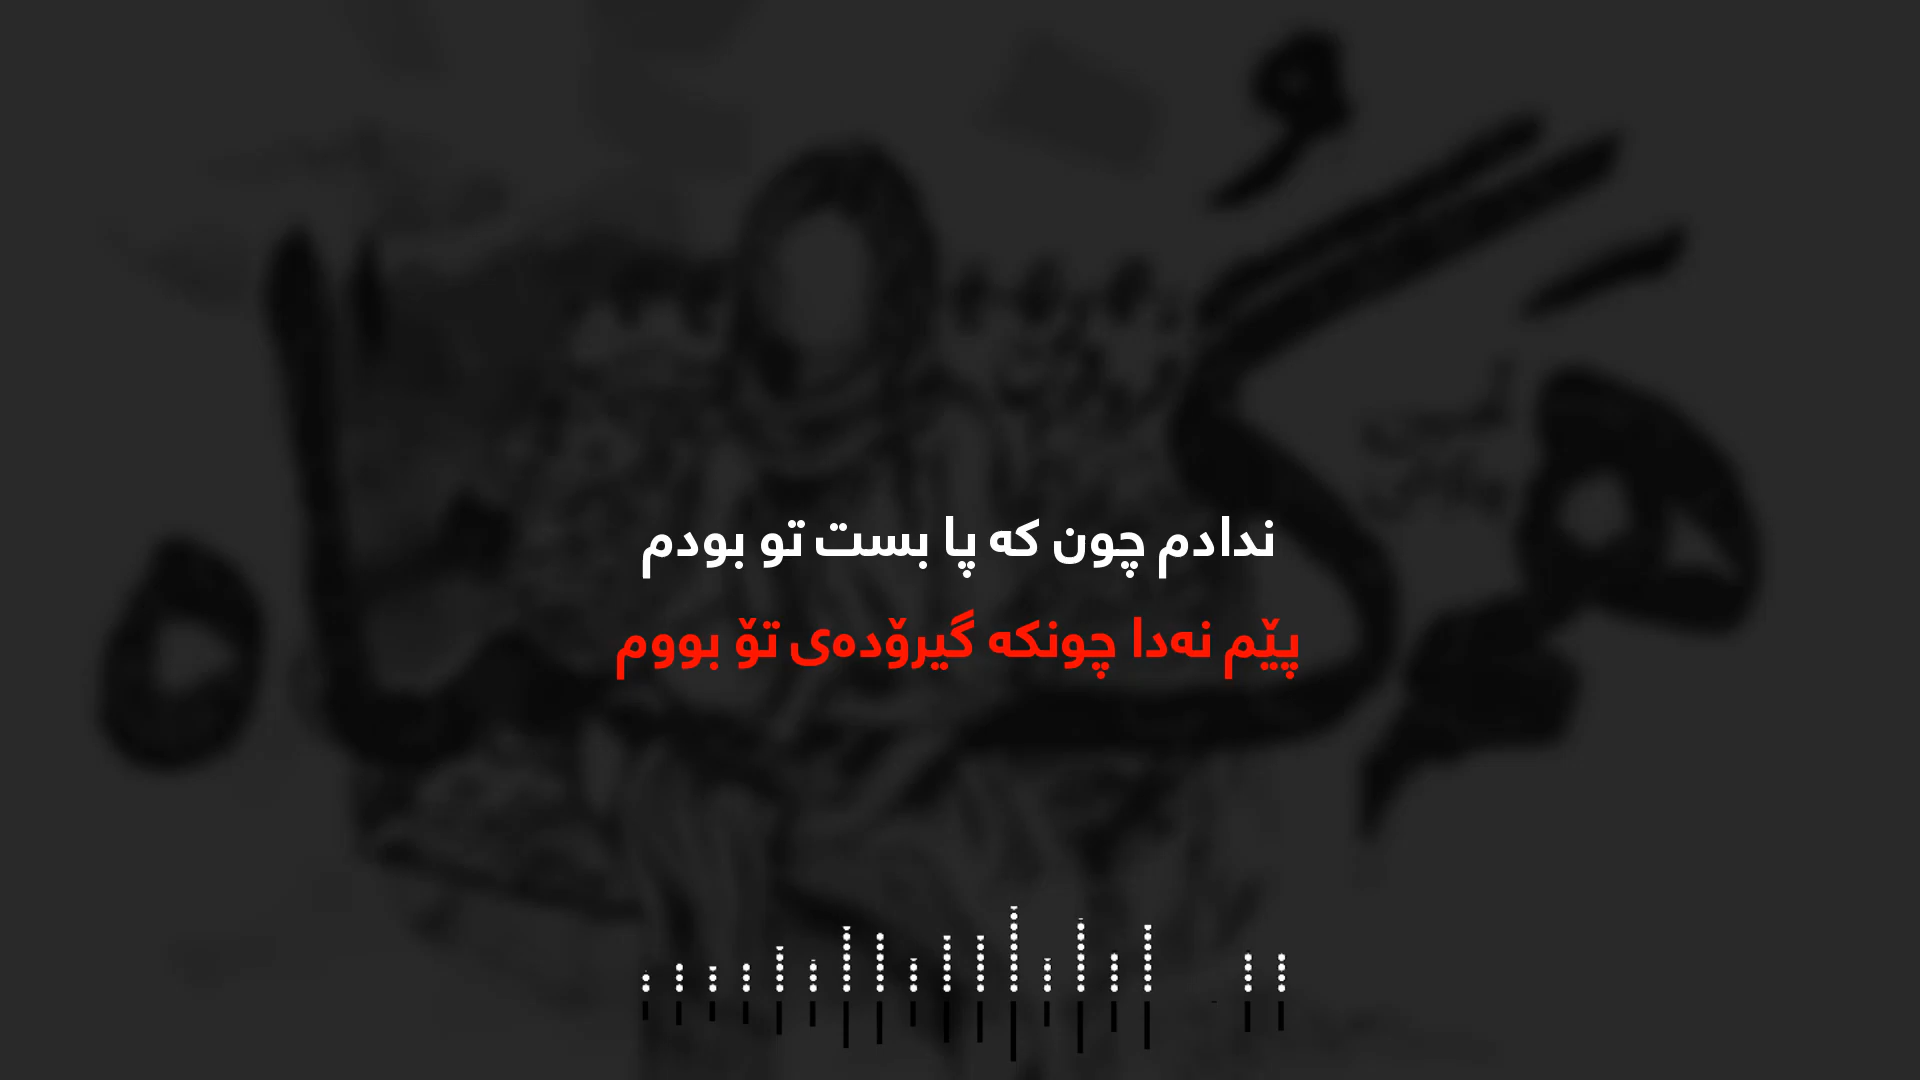 ندادم چون که پا بست تو بودم
پێم نەدا چونکە گیرۆدەی تۆ بووم